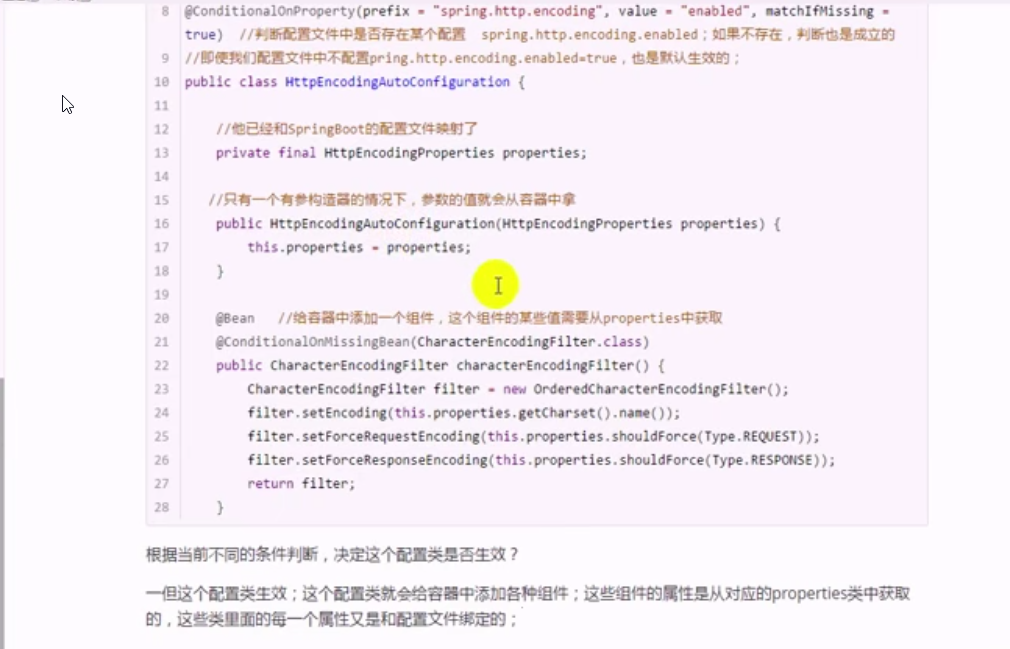 8 @ConditionalOnProperty(prefix = "spring.http.encoding", value = "enabled", matchIfMissing =
true) //判断配置文件中是否存在某个配置 spring.http.encoding.enabled；如果不存在，判断也是成立的
9 //即使我们配置文件中不配置pring.http.encoding.enabled=true，也是默认生效的；
10 public class HttpEncodingAutoConfiguration {
11
12 //他已经和SpringBoot的配置文件映射了
13 private final HttpEncodingProperties properties;
14
15 //只有一个有参构造器的情况下，参数的值就会从容器中拿
16 public HttpEncodingAutoConfiguration(HttpEncodingProperties properties) {
17 this.properties = properties;
18 }
19
20 @Bean //给容器中添加一个组件，这个组件的某些值需要从properties中获取
21 @ConditionalOnMissingBean(CharacterEncodingFilter.class)
22 public CharacterEncodingFilter characterEncodingFilter() {
23 CharacterEncodingFilter filter = new OrderedCharacterEncodingFilter();
24 filter.setEncoding(this.properties.getCharset().name());
25 filter.setForceRequestEncoding(this.properties.shouldForce(Type.REQUEST));
26 filter.setForceResponseEncoding(this.properties.shouldForce(Type.RESPONSE));
27 return filter;
28 }
根据当前不同的条件判断，决定这个配置类是否生效？
一但这个配置类生效；这个配置类就会给容器中添加各种组件；这些组件的属性是从对应的properties类中获取
的，这些类里面的每一个属性又是和配置文件绑定的；